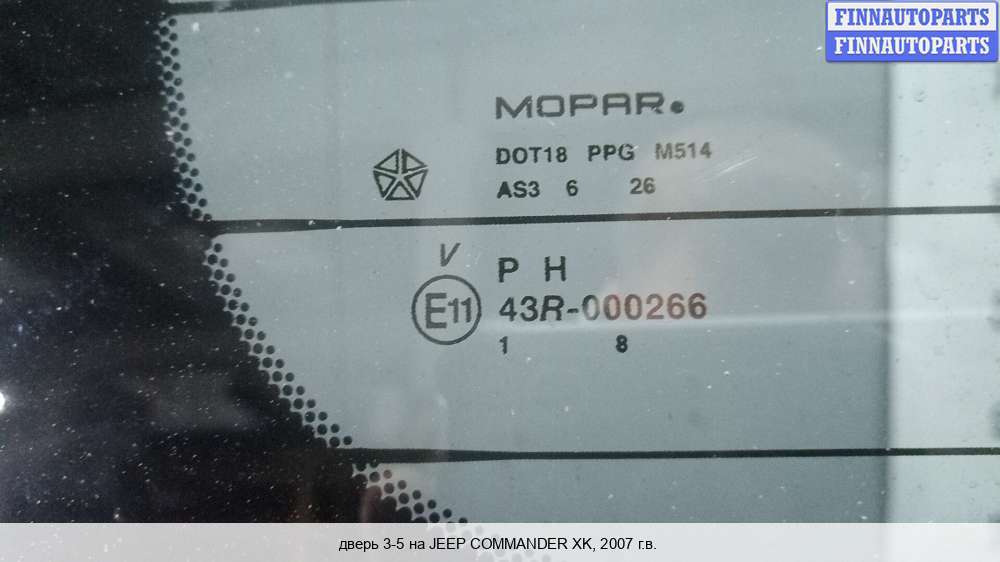 FINNAUTOPARTS
FINNAUTOPARTS
MOPAR.
DOT18 PPG M514
AS3 6 26
V
P H
E11 43R-000266
1 8
дверь 3-5 на JEEP COMMANDER XK, 2007 г.в.